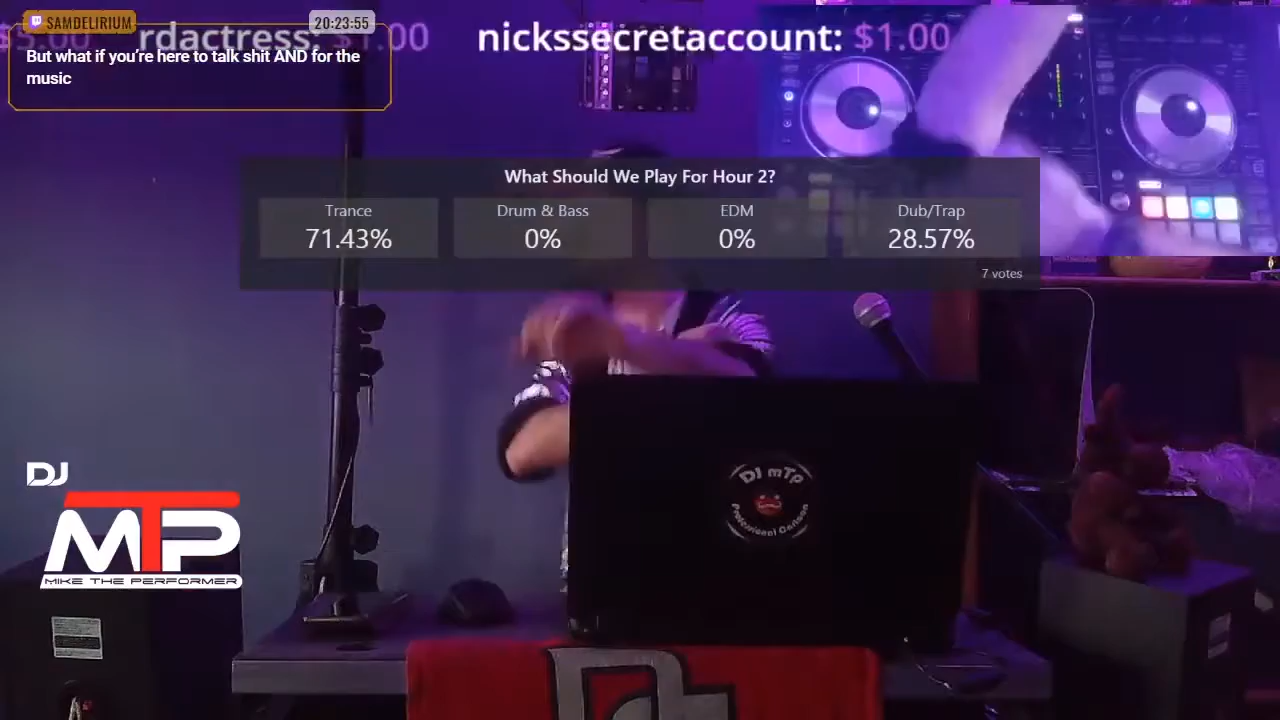 rdactress: $1.00 nickssecretaccount: $1.00
SAMDELIRIUM 20:23:55
But what if you're here to talk shit AND for the
music
What Should We Play For Hour 2?
Trance Drum & Bass EDM Dub/Trap
71.43% 0% 0% 28.57%
7 votes
DJ
MTP
MIKE THE PERFORMER
DJ mTp
Professional Cartoon